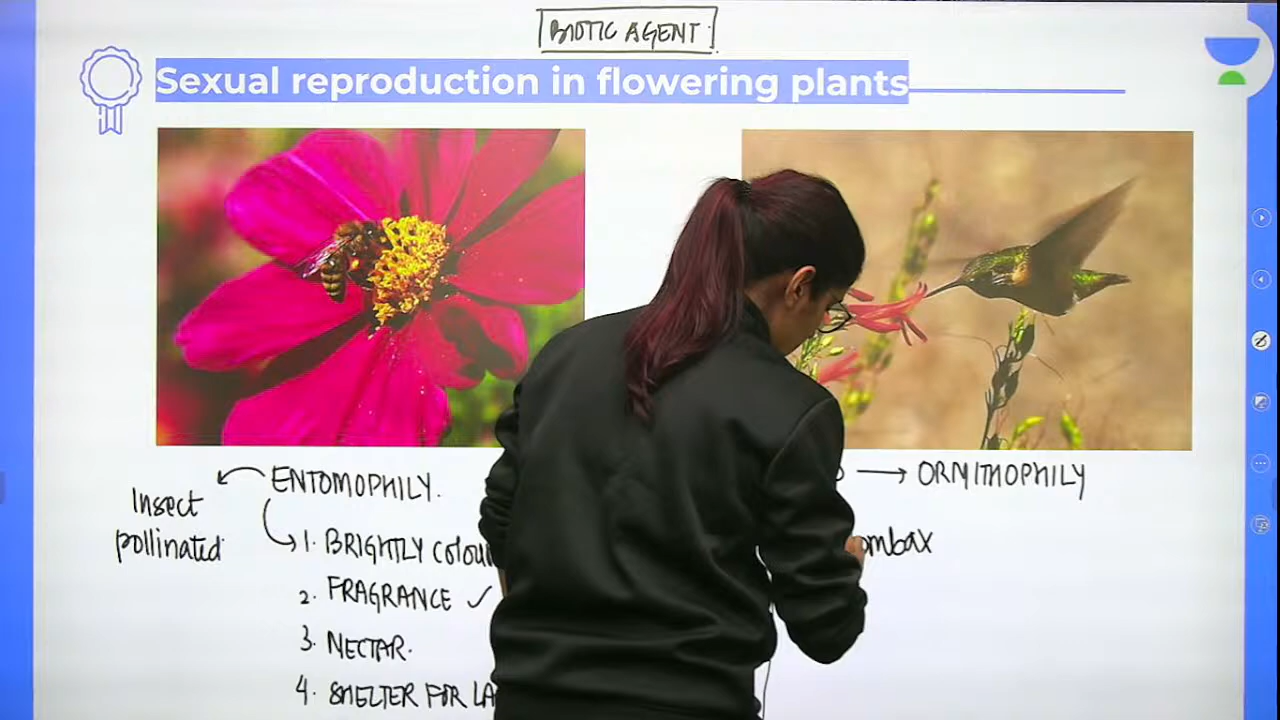 BIOTIC AGENT
Sexual reproduction in flowering plants
ENTOMOPHILY.
Insect
pollinated
1. BRIGHTLY colou
2. FRAGRANCE ✓
3. NECTAR.
4. SHELTER FOR LA
→ ORNITHOPHILY
ombax